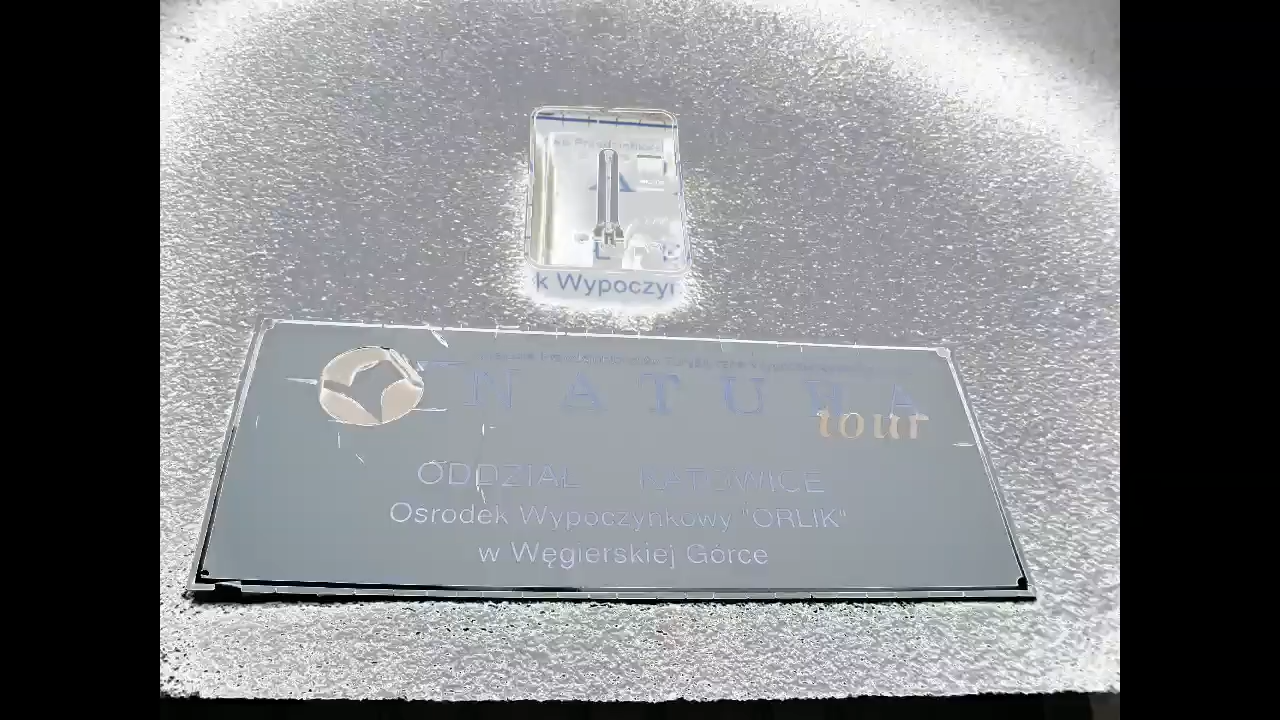 k Wypoczyn
NATURA
tour
ODDZIAŁ KATOWICE
Osrodek Wypoczynkowy "ORLIK"
w Węgierskiej Górce